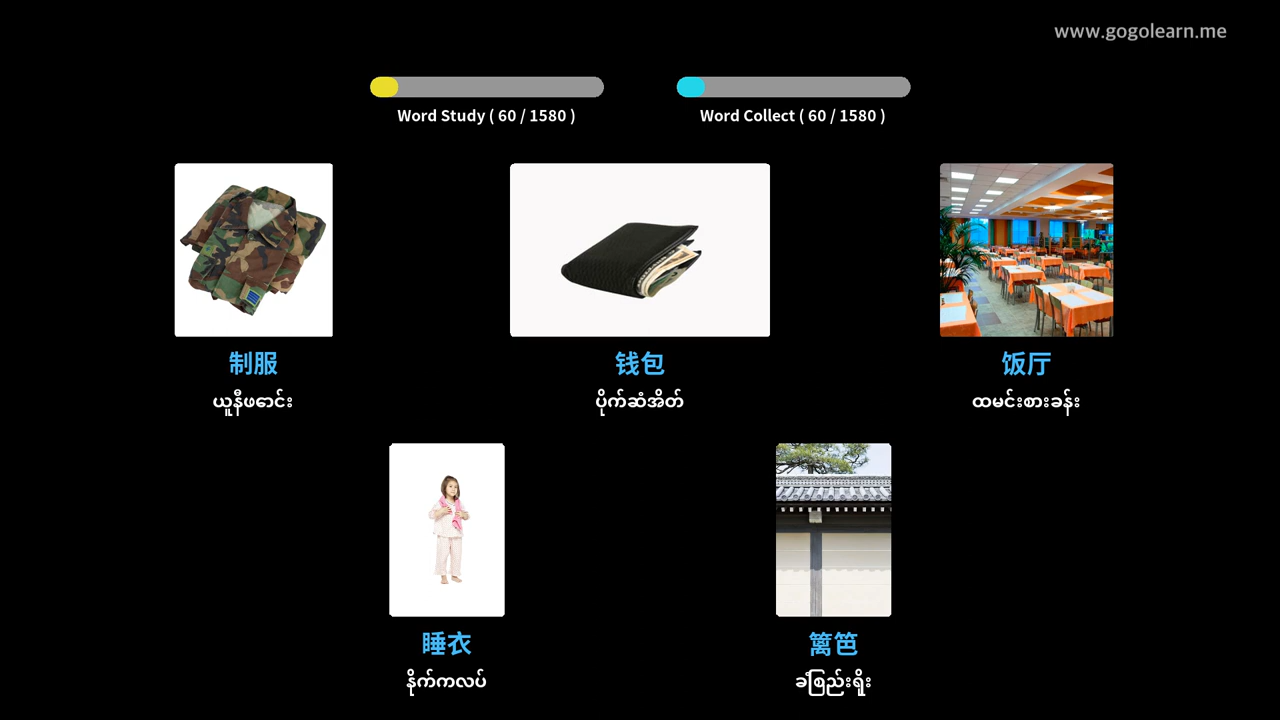 www.gogolearn.me
Word Study ( 60 / 1580 )
Word Collect ( 60 / 1580 )
制服
ယူနီဖောင်း
钱包
ပိုက်ဆံအိတ်
饭厅
ထမင်းစားခန်း
睡衣
နိုက်ကလပ်
篱笆
ခံစြည်းရိုး